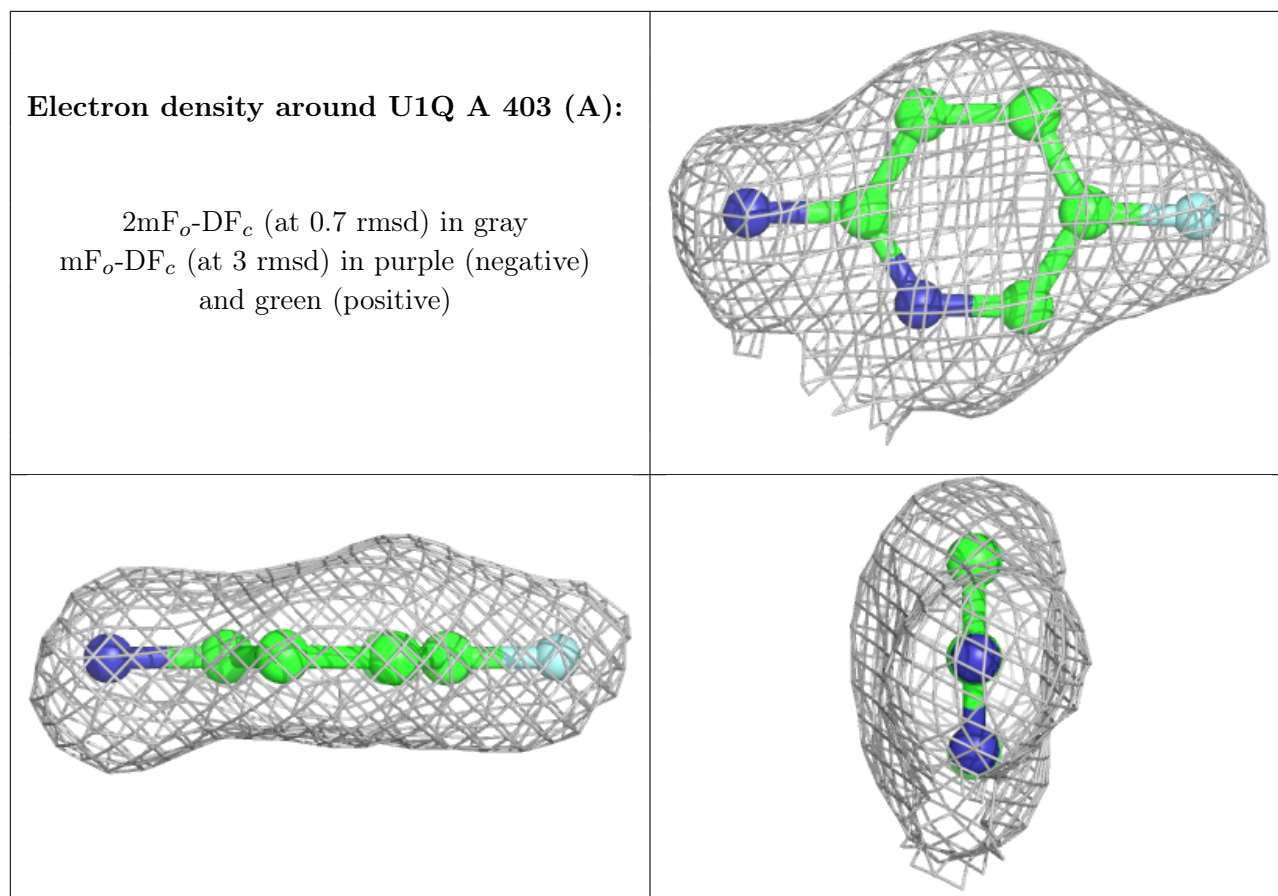 Electron density around U1Q A 403 (A):
2mFₒ-DF𝒸 (at 0.7 rmsd) in gray
mFₒ-DF𝒸 (at 3 rmsd) in purple (negative)
and green (positive)